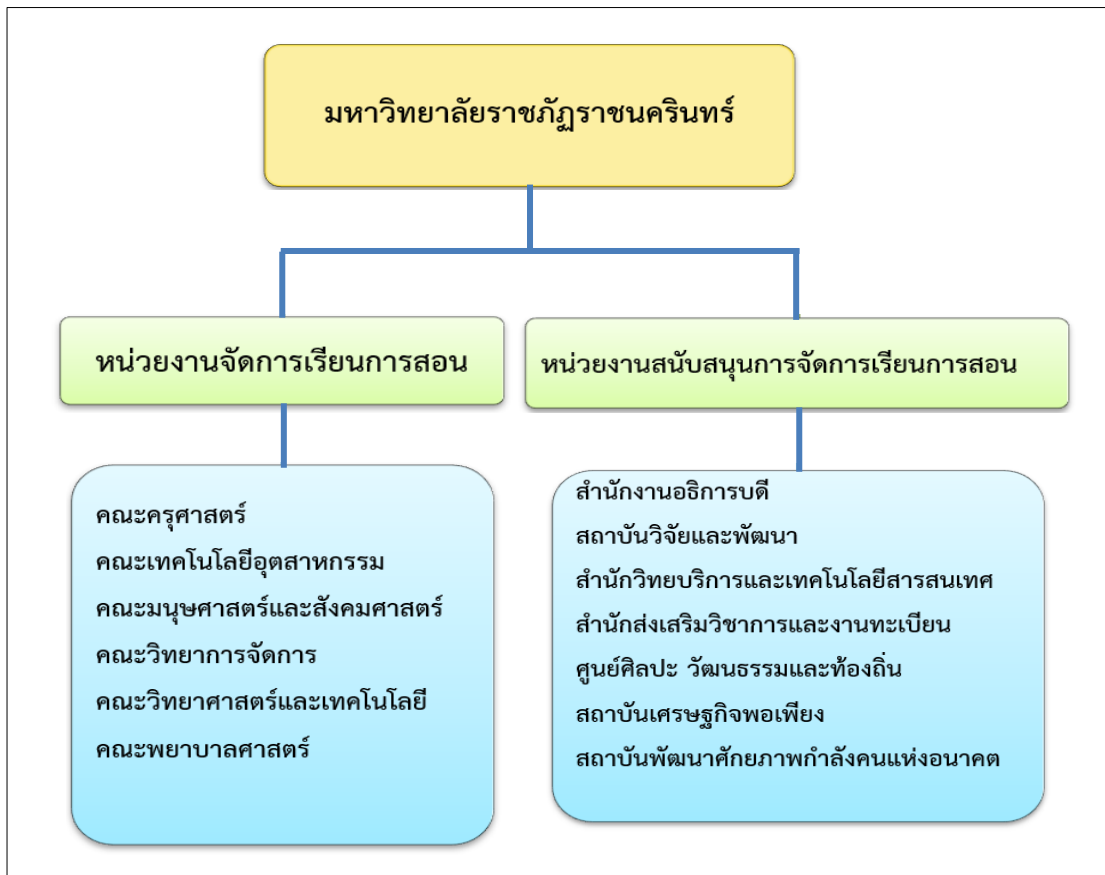 มหาวิทยาลัยราชภัฏราชนครินทร์
หน่วยงานจัดการเรียนการสอน
คณะครุศาสตร์
คณะเทคโนโลยีอุตสาหกรรม
คณะมนุษศาสตร์และสังคมศาสตร์
คณะวิทยาการจัดการ
คณะวิทยาศาสตร์และเทคโนโลยี
คณะพยาบาลศาสตร์
หน่วยงานสนับสนุนการจัดการเรียนการสอน
สำนักงานอธิการบดี
สถาบันวิจัยและพัฒนา
สำนักวิทยบริการและเทคโนโลยีสารสนเทศ
สำนักส่งเสริมวิชาการและงานทะเบียน
ศูนย์ศิลปะ วัฒนธรรมและท้องถิ่น
สถาบันเศรษฐกิจพอเพียง
สถาบันพัฒนาศักยภาพกำลังคนแห่งอนาคต